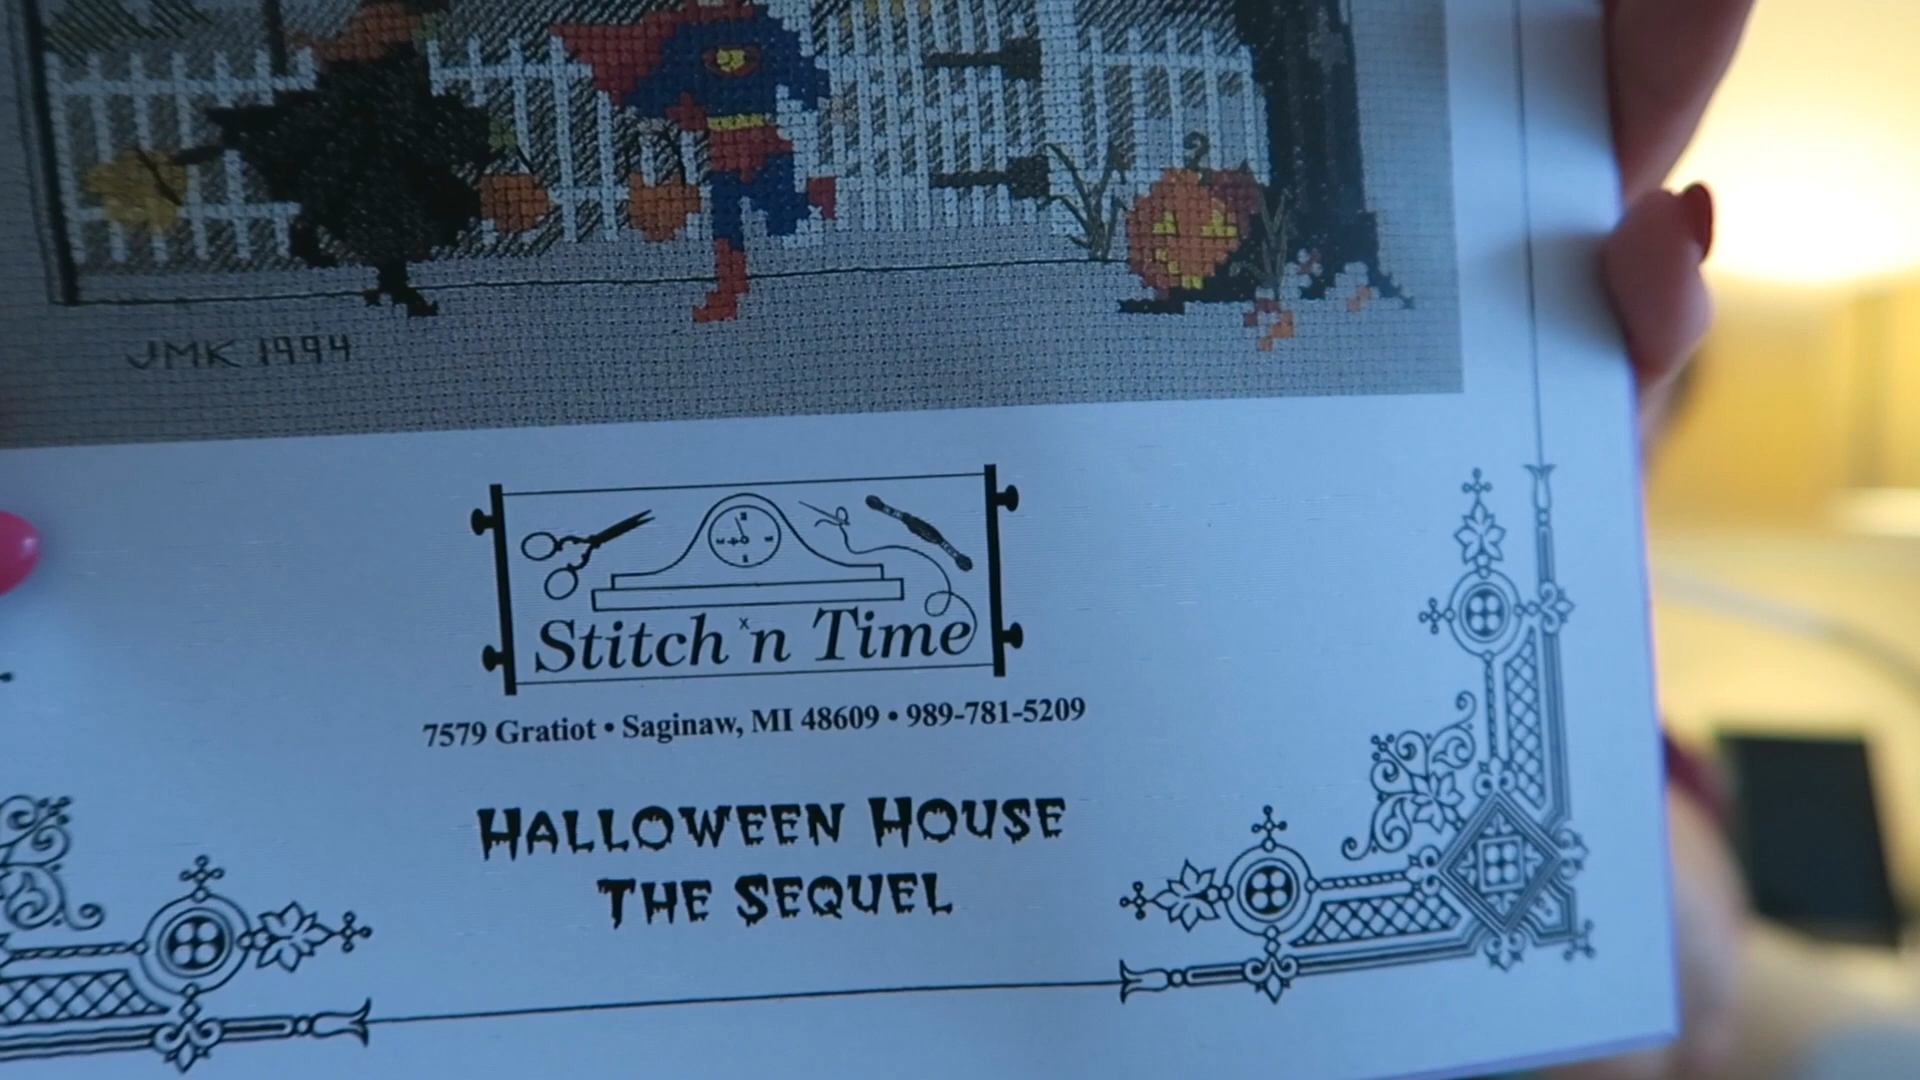 JMK 1994
Stitch 'n Time
7579 Gratiot • Saginaw, MI 48609 • 989-781-5209
HALLOWEEN HOUSE
THE SEQUEL